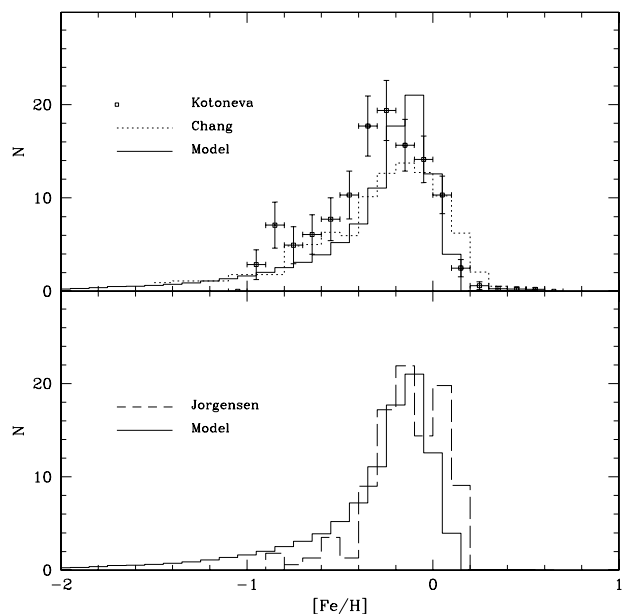 20
10
0
N
Kotoneva
Chang
Model
20
10
0
N
Jorgensen
Model
-2
-1
0
1
[Fe/H]